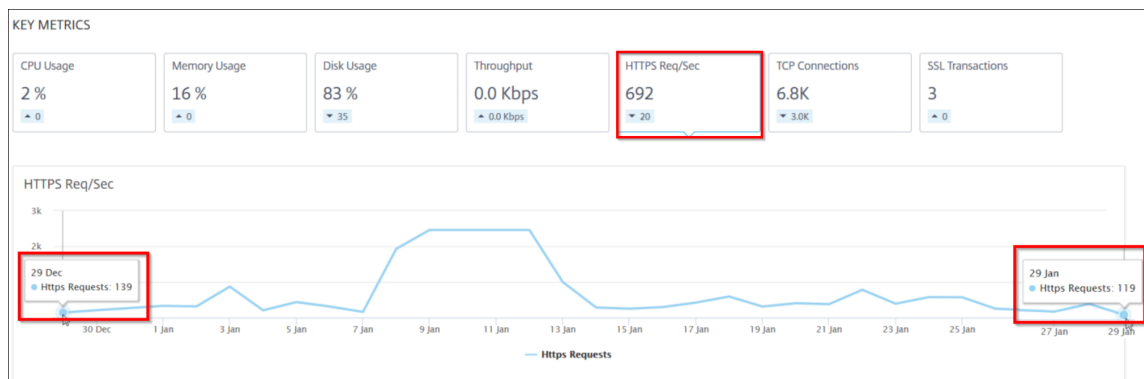 KEY METRICS
CPU Usage
2 %
▲ 0
Memory Usage
16 %
▲ 0
Disk Usage
83 %
▼ 35
Throughput
0.0 Kbps
▲ 0.0 Kbps
HTTPS Req/Sec
692
▼ 20
TCP Connections
6.8K
▼ 3.0K
SSL Transactions
3
▲ 0
HTTPS Req/Sec
3k
2k
29 Dec
Https Requests: 139
29 Jan
Https Requests: 119
30 Dec
1 Jan
3 Jan
5 Jan
7 Jan
9 Jan
11 Jan
13 Jan
15 Jan
17 Jan
19 Jan
21 Jan
23 Jan
25 Jan
27 Jan
29 Jan
Https Requests